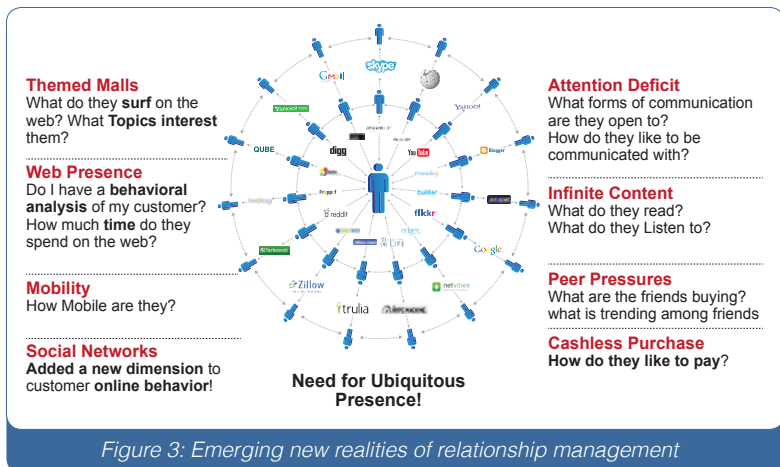 Themed Malls
What do they surf on the
web? What Topics interest
them?
Web Presence
Do I have a behavioral
analysis of my customer?
How much time do they
spend on the web?
Mobility
How Mobile are they?
Social Networks
Added a new dimension to
customer online behavior!
GMail
skype
YAHOO!
YAHOO!
QUBE
digg
You Tube
Blogger
meebo
twitter
reddit
flickr
Technorati
Google
Zillow
netvibes
trulia
Need for Ubiquitous
Presence!
Attention Deficit
What forms of communication
are they open to?
How do they like to be
communicated with?
Infinite Content
What do they read?
What do they Listen to?
Peer Pressures
What are the friends buying?
what is trending among friends
Cashless Purchase
How do they like to pay?
Figure 3: Emerging new realities of relationship management